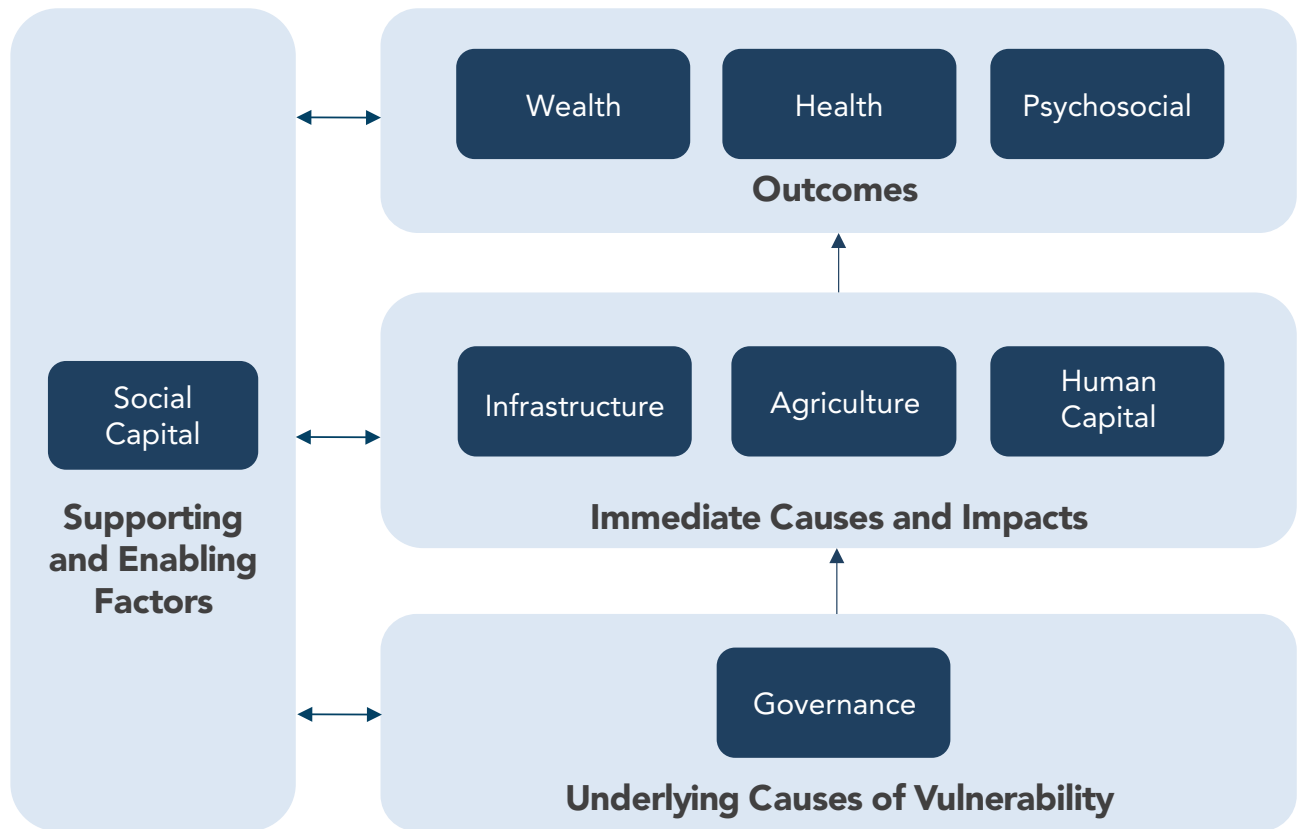 Wealth
Health
Psychosocial
Outcomes
Social
Capital
Supporting
and Enabling
Factors
Infrastructure
Agriculture
Human
Capital
Immediate Causes and Impacts
Governance
Underlying Causes of Vulnerability